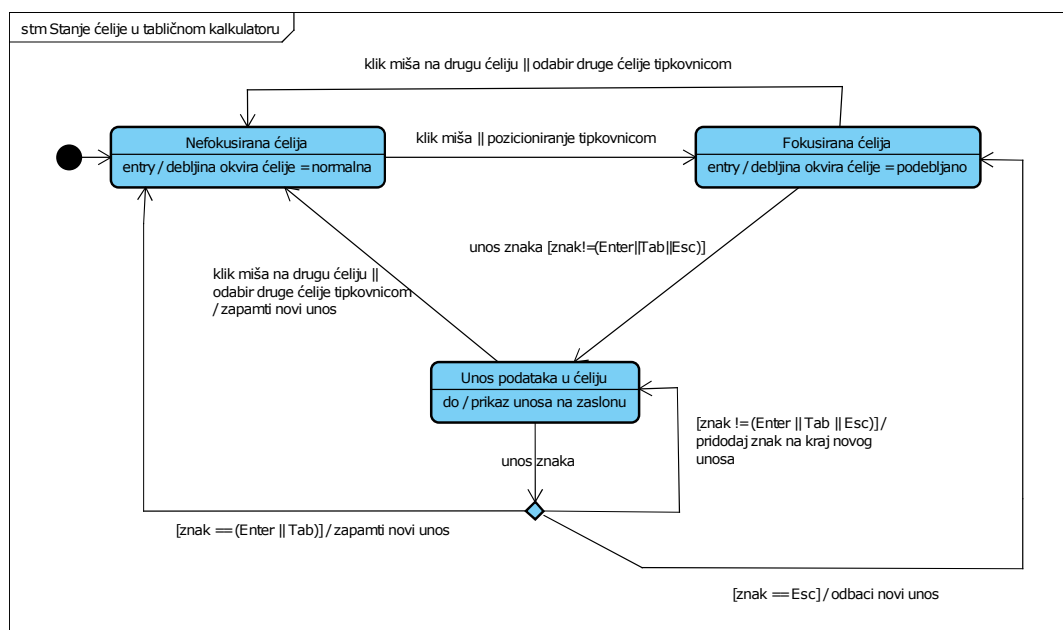 stm Stanje ćelije u tabličnom kalkulatoru
klik miša na drugu ćeliju || odabir druge ćelije tipkovnicom
Nefokusirana ćelija
entry / debljina okvira ćelije = normalna
klik miša || pozicioniranje tipkovnicom
Fokusirana ćelija
entry / debljina okvira ćelije = podebljano
unos znaka [znak!=(Enter||Tab||Esc)]
klik miša na drugu ćeliju ||
odabir druge ćelije tipkovnicom
/ zapamti novi unos
Unos podataka u ćeliju
do / prikaz unosa na zaslonu
[znak != (Enter || Tab || Esc)] /
pridodaj znak na kraj novog
unosa
unos znaka
[znak == (Enter || Tab)] / zapamti novi unos
[znak == Esc] / odbaci novi unos